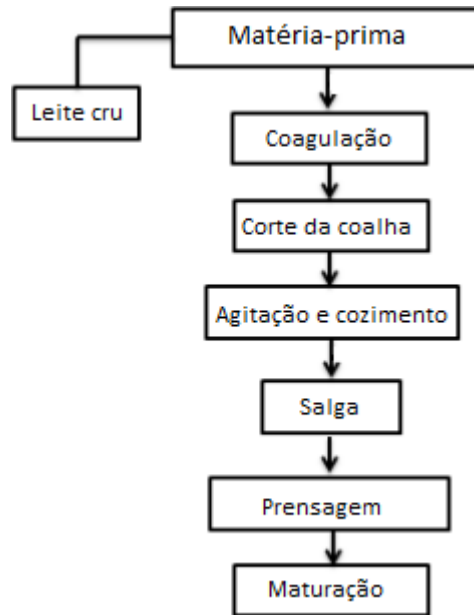 Matéria-prima
Leite cru
Coagulação
Corte da coalha
Agitação e cozimento
Salga
Prensagem
Maturação